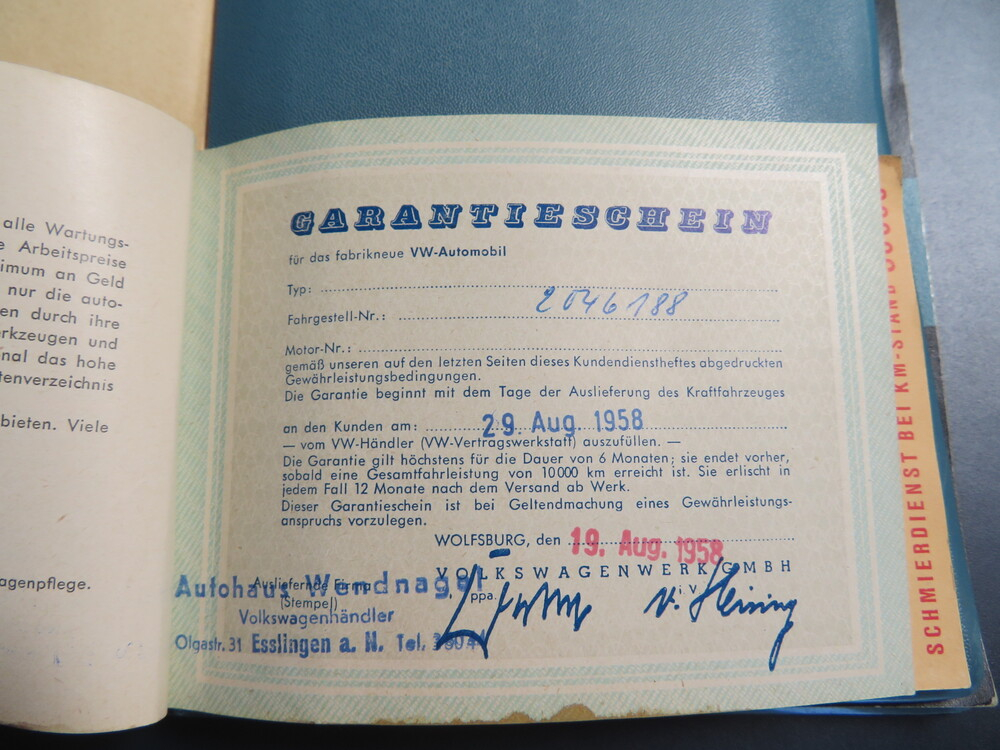 alle Wartungs-
Arbeitspreise
imum an Geld
nur die auto-
en durch ihre
rkzeugen und
nal das hohe
tenverzeichnis
bieten. Viele
agenpflege.
GARANTIESCHEIN
für das fabrikneue VW-Automobil
Typ:
Fahrgestell-Nr.: 2046188
Motor-Nr.:
gemäß unseren auf den letzten Seiten dieses Kundendienstheftes abgedruckten
Gewährleistungsbedingungen.
Die Garantie beginnt mit dem Tage der Auslieferung des Kraftfahrzeuges
an den Kunden am: 29. Aug. 1958
— vom VW-Händler (VW-Vertragswerkstatt) auszufüllen. —
Die Garantie gilt höchstens für die Dauer von 6 Monaten; sie endet vorher,
sobald eine Gesamtfahrleistung von 10000 km erreicht ist. Sie erlischt in
jedem Fall 12 Monate nach dem Versand ab Werk.
Dieser Garantieschein ist bei Geltendmachung eines Gewährleistungs-
anspruchs vorzulegen.
WOLFSBURG, den 19. Aug. 1958
VOLKSWAGENWERK GMBH
ppa. i V
Ausliefernde Firma
(Stempel)
Autohaus Wendnagel
Volkswagenhändler
Olgastr. 31 Esslingen a. N. Tel.
SCHMIERDIENST BEI KM-STAND